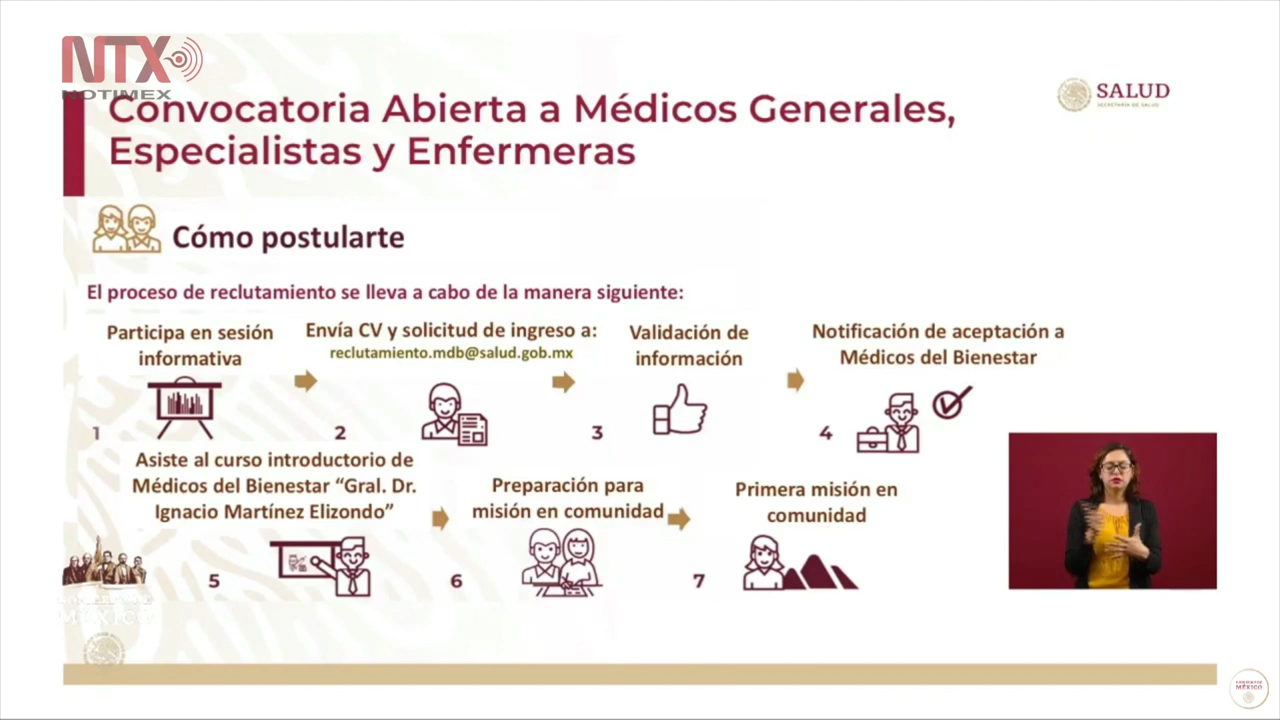 NTX
NOTIMEX
Convocatoria Abierta a Médicos Generales,
Especialistas y Enfermeras
SALUD
SECRETARÍA DE SALUD
Cómo postularte
El proceso de reclutamiento se lleva a cabo de la manera siguiente:
Participa en sesión
informativa
1
Envía CV y solicitud de ingreso a:
reclutamiento.mdb@salud.gob.mx
2
Validación de
información
3
Notificación de aceptación a
Médicos del Bienestar
4
Asiste al curso introductorio de
Médicos del Bienestar “Gral. Dr.
Ignacio Martínez Elizondo”
5
Preparación para
misión en comunidad
6
Primera misión en
comunidad
7
MÉXICO
GOBIERNO DE
MÉXICO